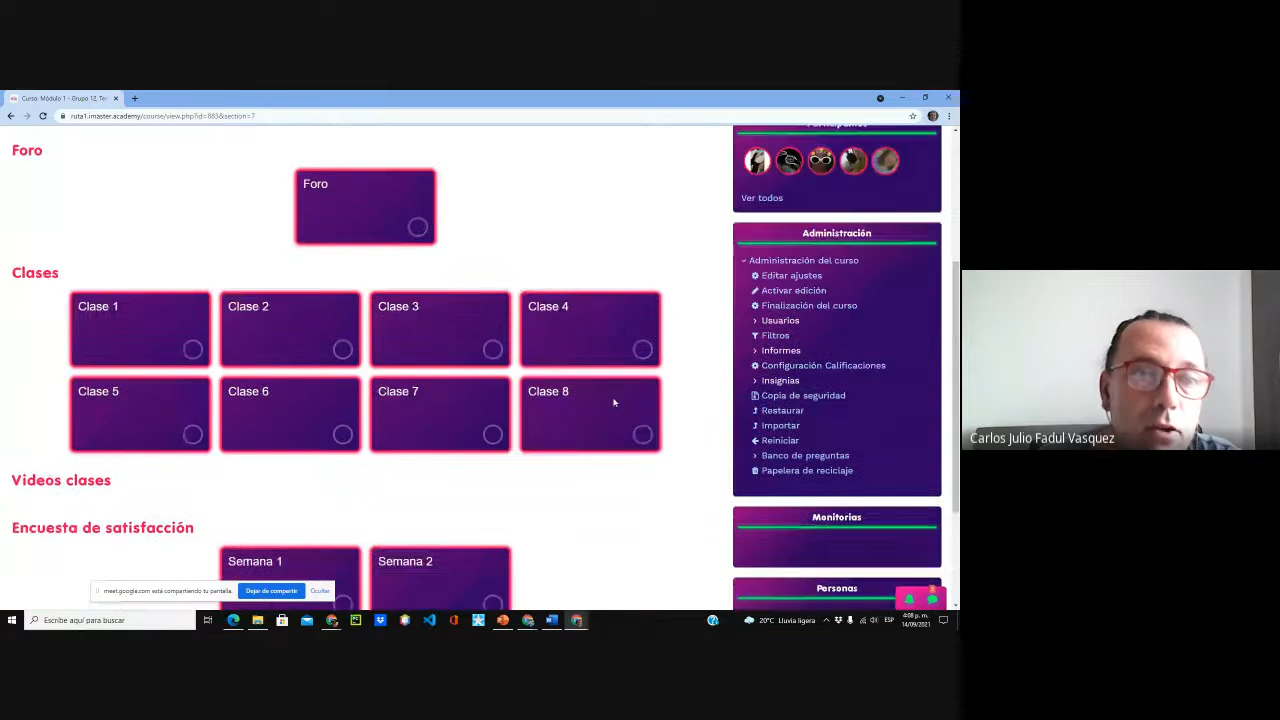 Curso: Módulo 1 - Grupo 12, Ter
ruta1.imaster.academy/course/view.php?id=883&section=7
Foro
Foro
Clases
Clase 1
Clase 2
Clase 3
Clase 4
Clase 5
Clase 6
Clase 7
Clase 8
Videos clases
Encuesta de satisfacción
Semana 1
Semana 2
Ver todos
Administración
Administración del curso
Editar ajustes
Activar edición
Finalización del curso
Usuarios
Filtros
Informes
Configuración Calificaciones
Insignias
Copia de seguridad
Restaurar
Importar
Reiniciar
Banco de preguntas
Papelera de reciclaje
Monitorias
Personas
meet.google.com está compartiendo tu pantalla.
Dejar de compartir
Ocultar
Escribe aquí para buscar
20°C Lluvia ligera
ESP
4:08 p. m.
14/09/2021
Carlos Julio Fadul Vasquez